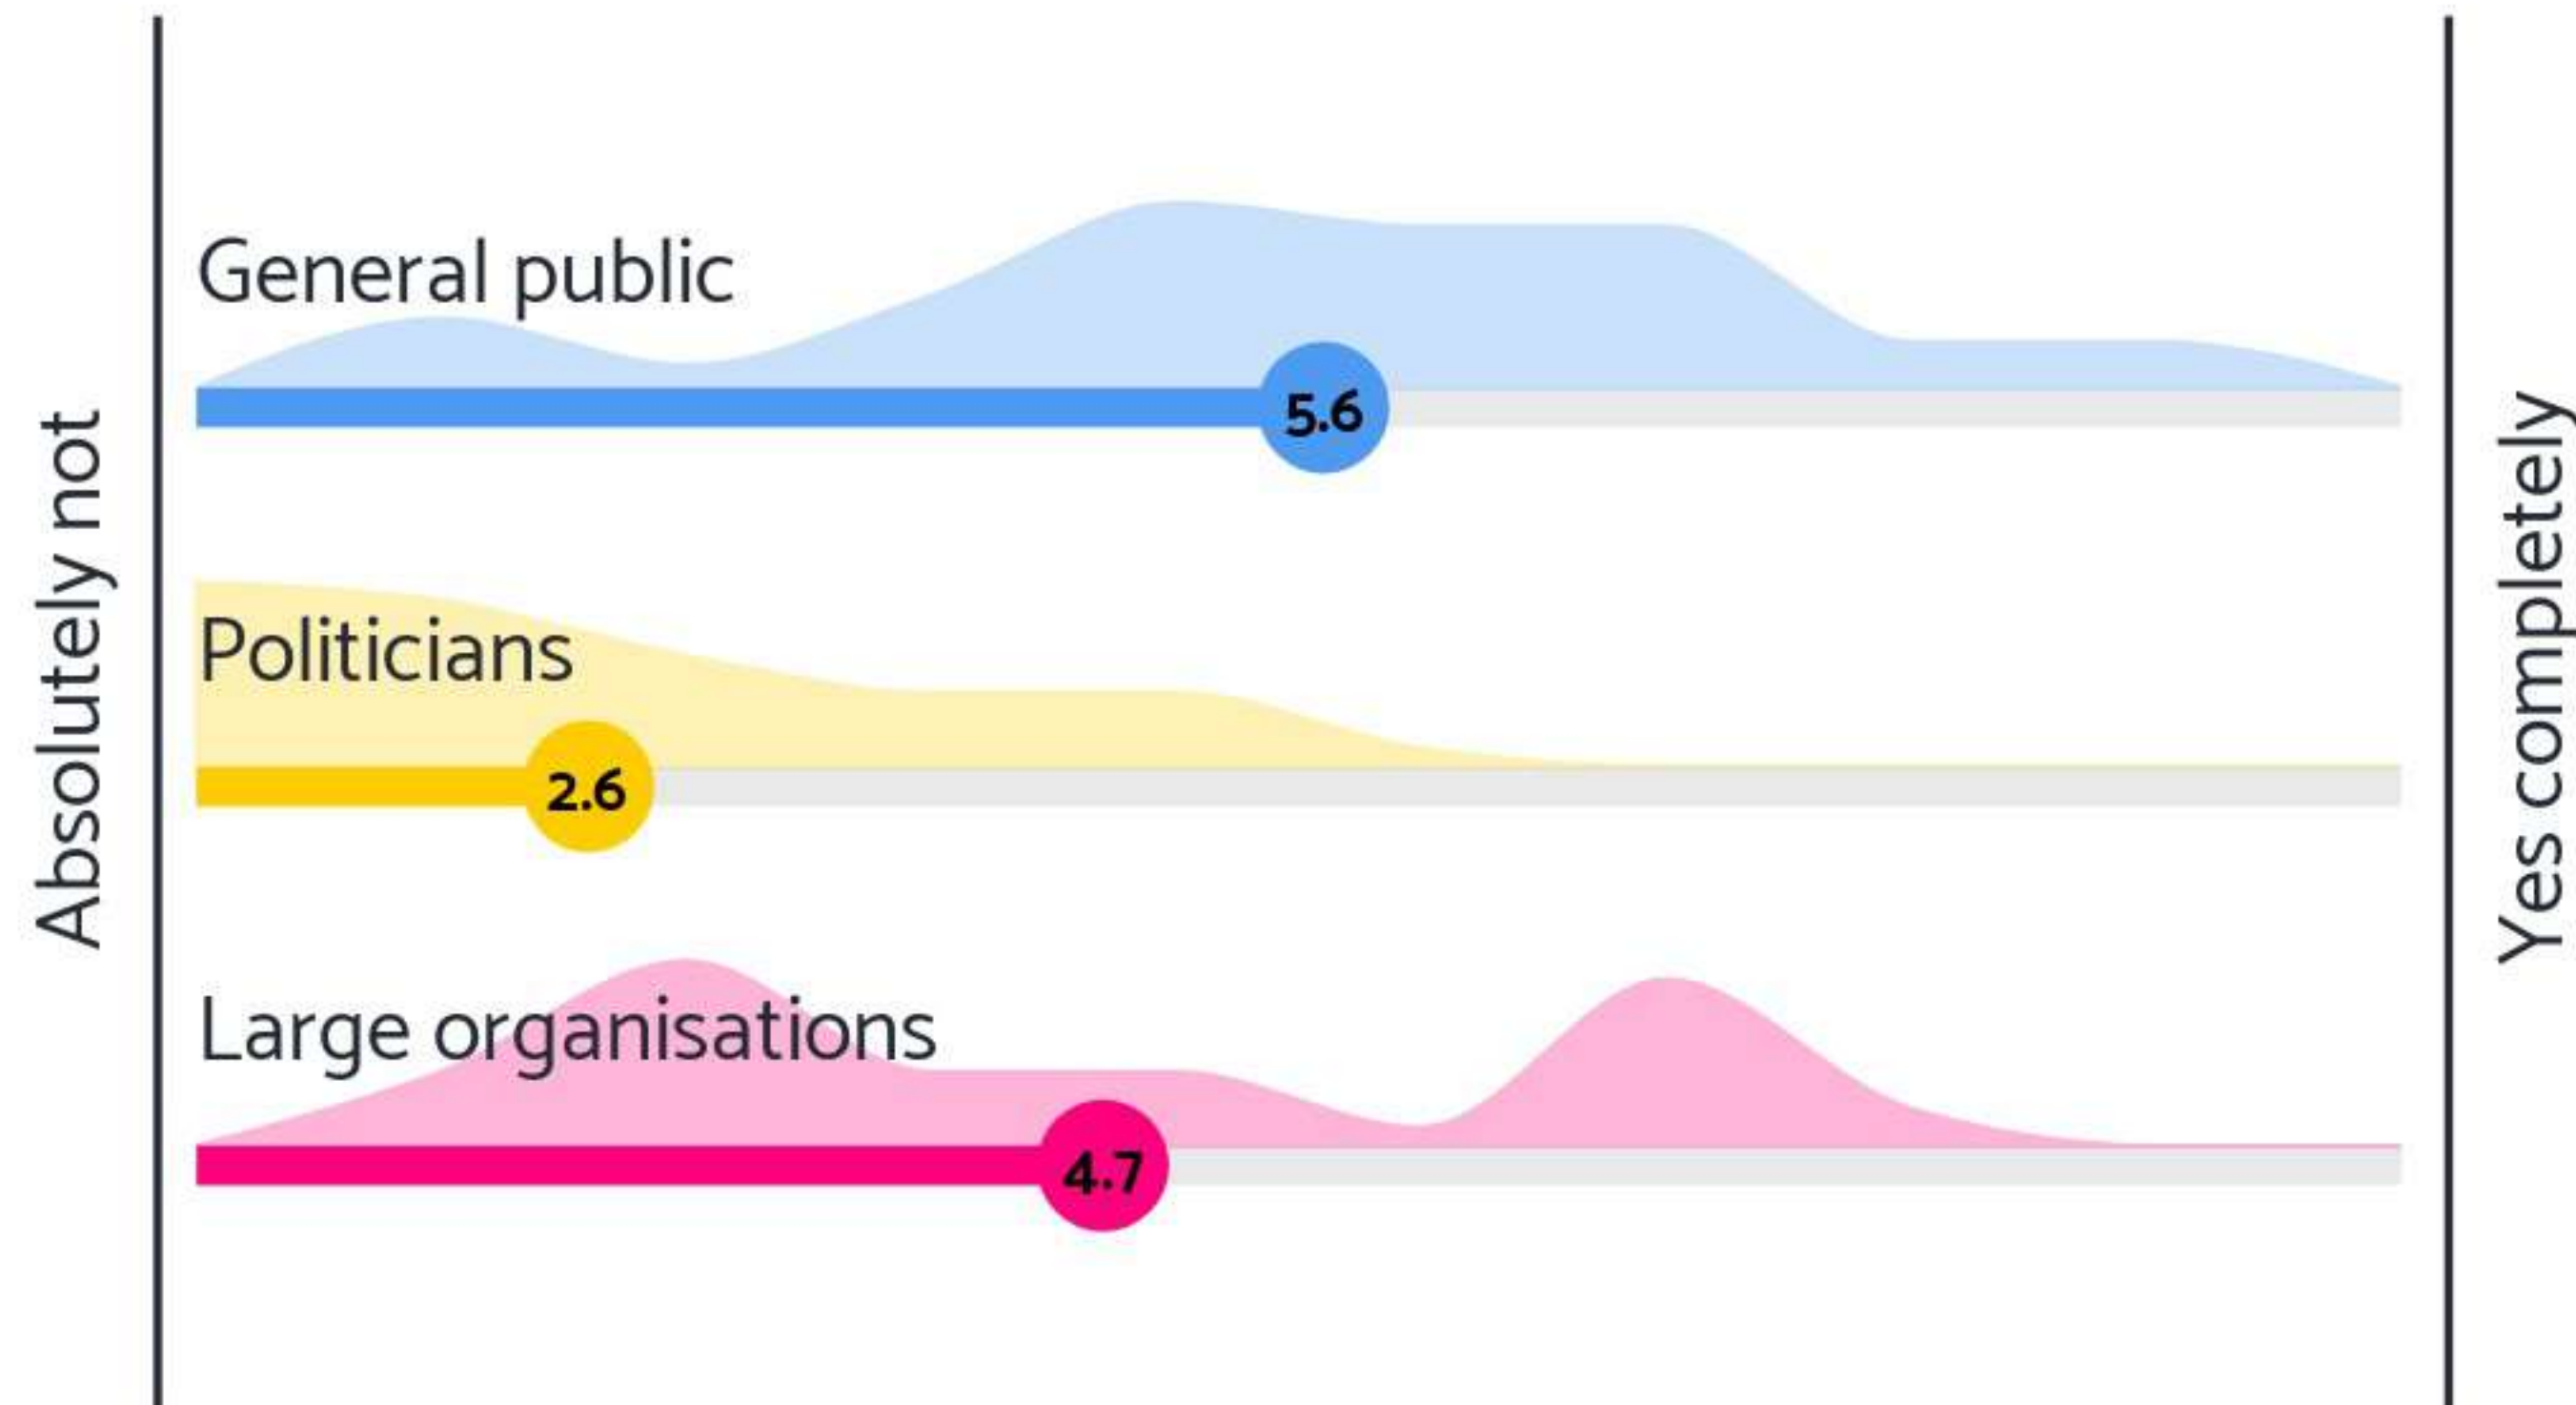 Absolutely not
General public
5.6
Politicians
2.6
Large organisations
4.7
Yes completely